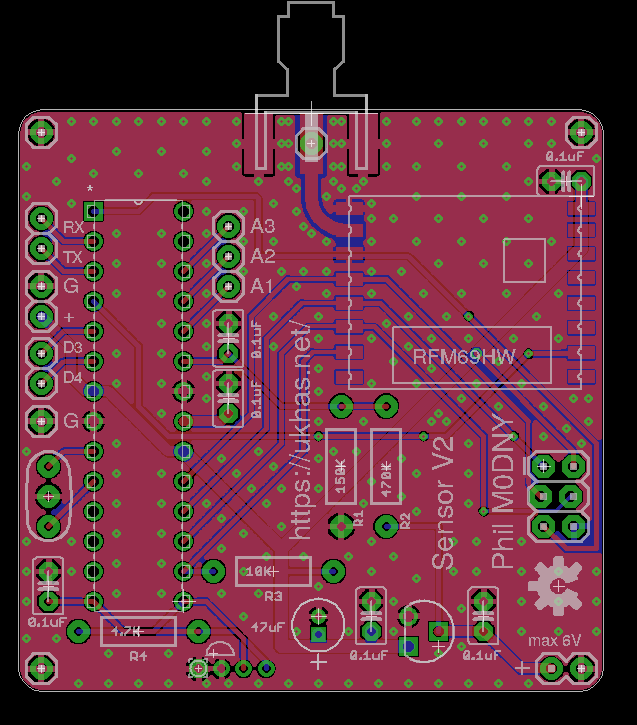 0.1uF
*
RX
TX
G
+
D3
D4
G
A3
A2
A1
0.1uF
0.1uF
https://ukhas.net/
RFM69HW
150K
470K
R1
R2
Sensor V2
Phil M0DNY
10K
R3
0.1uF
4.7K
R4
47uF
+
D
0.1uF
+
0.1uF
max 6V
+